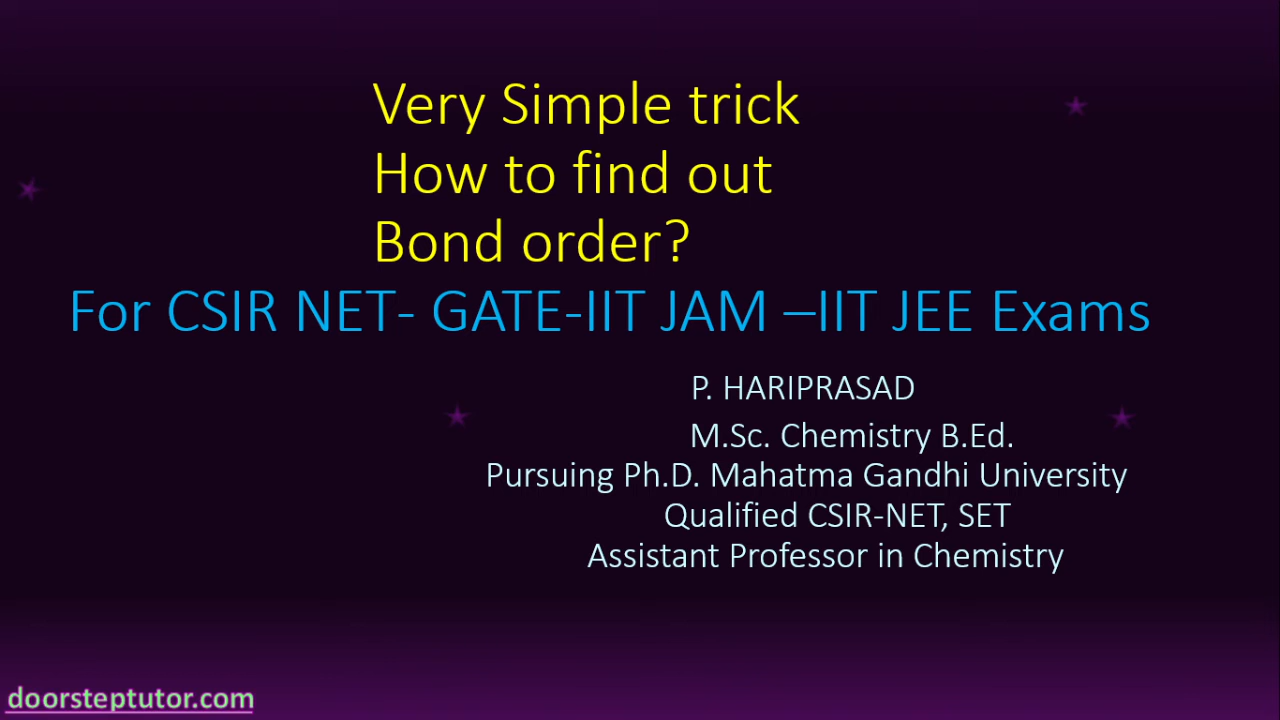 Very Simple trick
How to find out
Bond order?
For CSIR NET- GATE-IIT JAM –IIT JEE Exams
P. HARIPRASAD
M.Sc. Chemistry B.Ed.
Pursuing Ph.D. Mahatma Gandhi University
Qualified CSIR-NET, SET
Assistant Professor in Chemistry
doorsteptutor.com